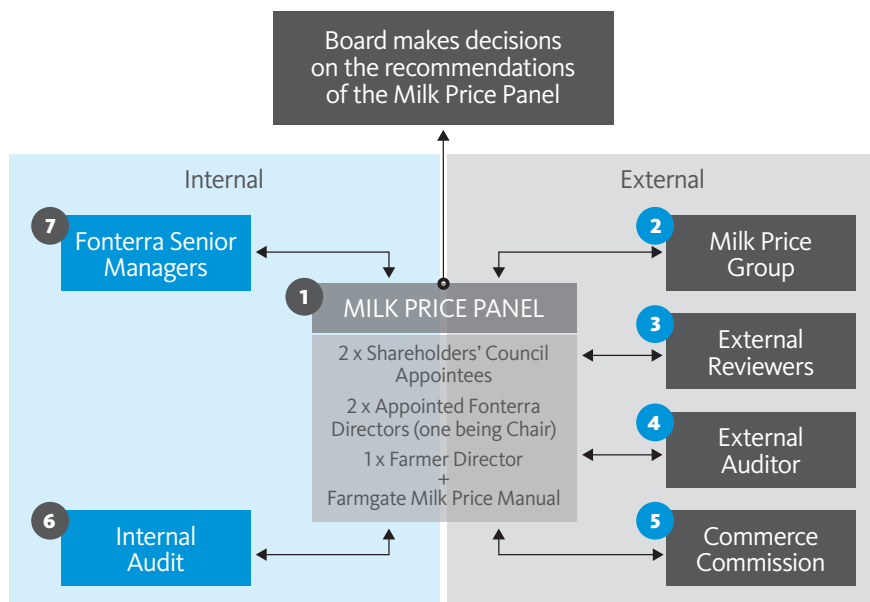 Board makes decisions
on the recommendations
of the Milk Price Panel
Internal
External
7
Fonterra Senior
Managers
2
Milk Price
Group
1
MILK PRICE PANEL
2 x Shareholders’ Council
Appointees
2 x Appointed Fonterra
Directors (one being Chair)
1 x Farmer Director
+
Farmgate Milk Price Manual
3
External
Reviewers
4
External
Auditor
6
Internal
Audit
5
Commerce
Commission